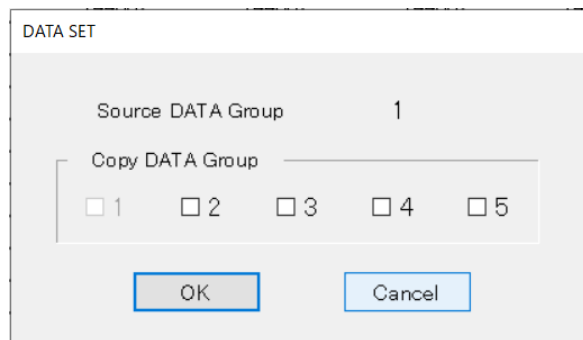 DATA SET
Source DATA Group 1
Copy DATA Group
1 2 3 4 5
OK Cancel